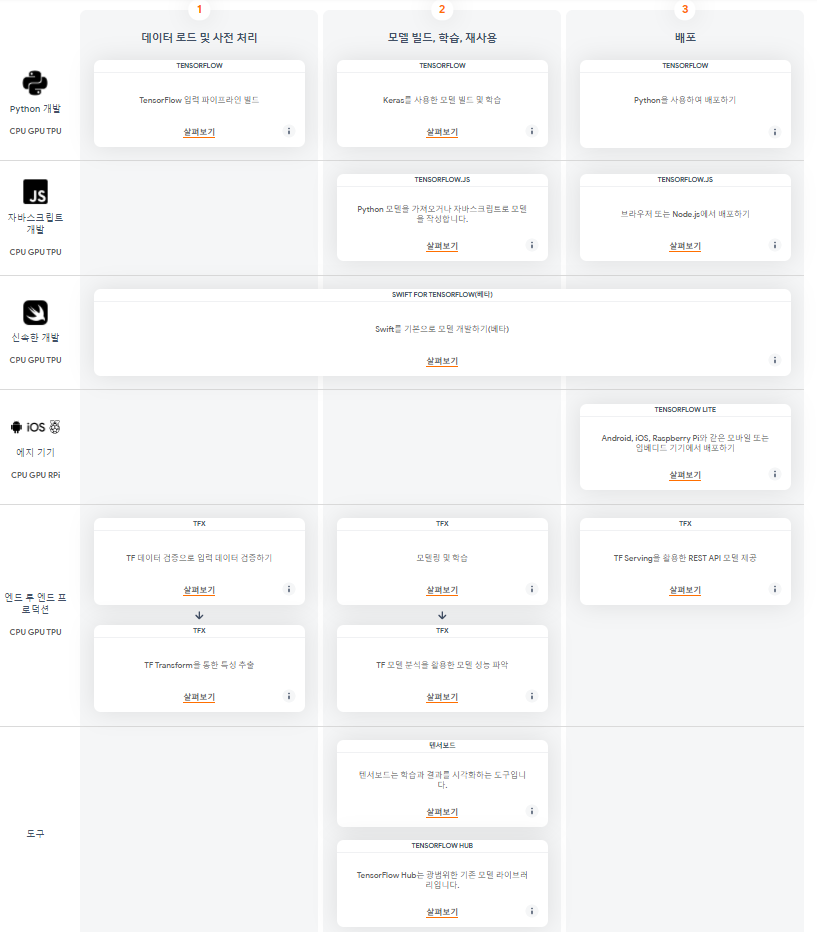 1
2
3
데이터 로드 및 사전 처리
모델 빌드, 학습, 재사용
배포
Python 개발
CPU GPU TPU
TENSORFLOW
TensorFlow 입력 파이프라인 빌드
살펴보기
i
TENSORFLOW
Keras를 사용한 모델 빌드 및 학습
살펴보기
i
TENSORFLOW
Python을 사용하여 배포하기
i
JS
자바스크립트
개발
CPU GPU TPU
TENSORFLOW.JS
Python 모델을 가져오거나 자바스크립트로 모델
을 작성합니다.
살펴보기
i
TENSORFLOW.JS
브라우저 또는 Node.js에서 배포하기
살펴보기
i
신속한 개발
CPU GPU TPU
SWIFT FOR TENSORFLOW(베타)
Swift를 기본으로 모델 개발하기(베타)
살펴보기
i
iOS
에지 기기
CPU GPU RPi
TENSORFLOW LITE
Android, iOS, Raspberry Pi와 같은 모바일 또는
임베디드 기기에서 배포하기
살펴보기
i
엔드 투 엔드 프
로덕션
CPU GPU TPU
TFX
TF 데이터 검증으로 입력 데이터 검증하기
살펴보기
i
TFX
모델링 및 학습
살펴보기
i
TFX
TF Serving을 활용한 REST API 모델 제공
살펴보기
i
TFX
TF Transform을 통한 특성 추출
살펴보기
i
TFX
TF 모델 분석을 활용한 모델 성능 파악
살펴보기
i
도구
텐서보드
텐서보드는 학습과 결과를 시각화하는 도구입니
다.
살펴보기
i
TENSORFLOW HUB
TensorFlow Hub는 광범위한 기존 모델 라이브러
리입니다.
살펴보기
i